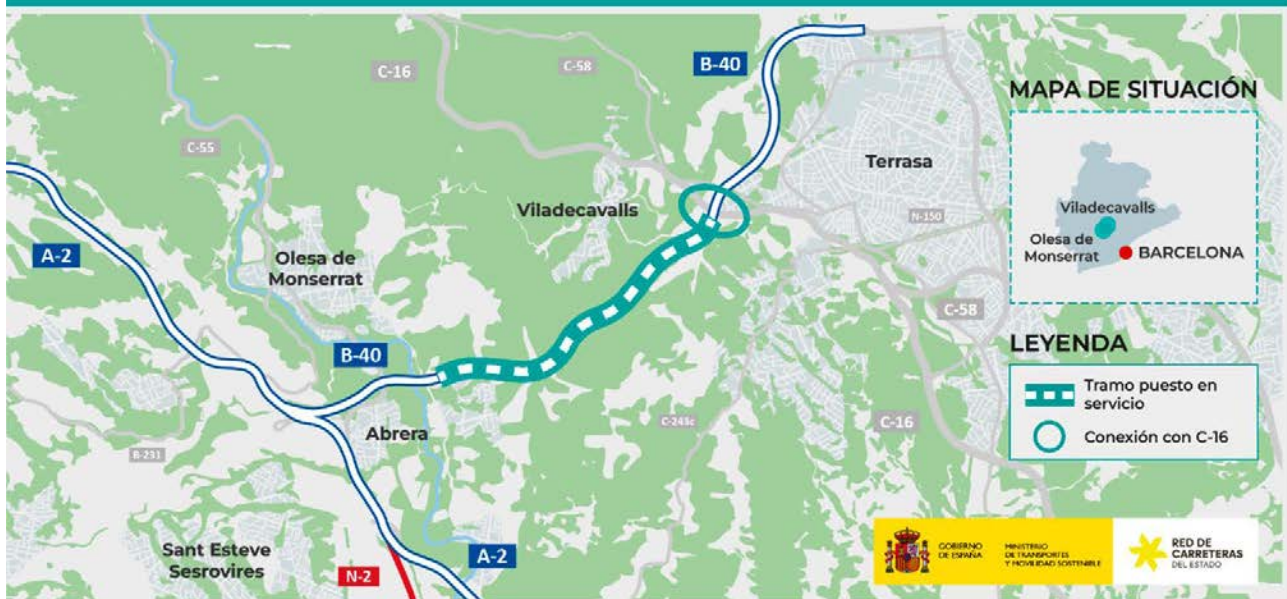 C-16
C-58
B-40
C-55
A-2
Viladecavalls
Terrasa
N-150
Olesa de
Monserrat
B-40
C-58
Abrera
C-243c
C-16
B-231
Sant Esteve
Sesrovires
N-2
A-2
MAPA DE SITUACIÓN
Viladecavalls
Olesa de
Monserrat
BARCELONA
LEYENDA
Tramo puesto en
servicio
Conexión con C-16
GOBIERNO
DE ESPAÑA
MINISTERIO
DE TRANSPORTES
Y MOVILIDAD SOSTENIBLE
RED DE
CARRETERAS
DEL ESTADO